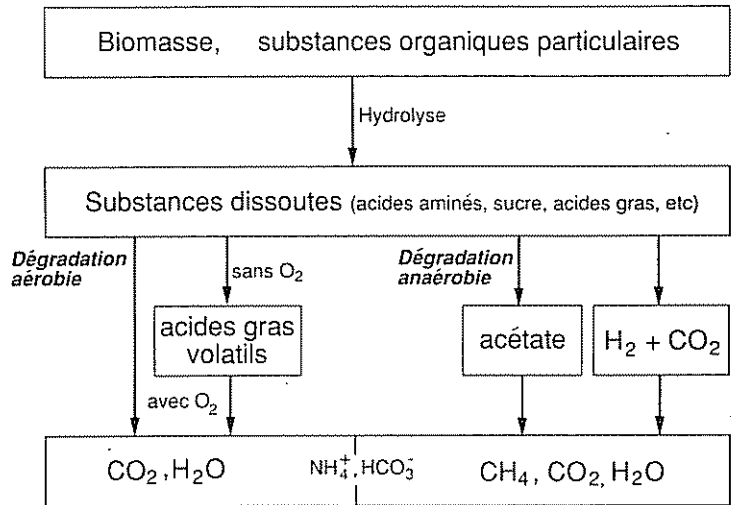 Biomasse, substances organiques particulaires
Hydrolyse
Substances dissoutes (acides aminés, sucre, acides gras, etc)
Dégradation
aérobie
sans O₂
Dégradation
anaérobie
acides gras
volatils
acétate
H₂ + CO₂
avec O₂
CO₂, H₂O
NH₄⁺, HCO₃⁻
CH₄, CO₂, H₂O